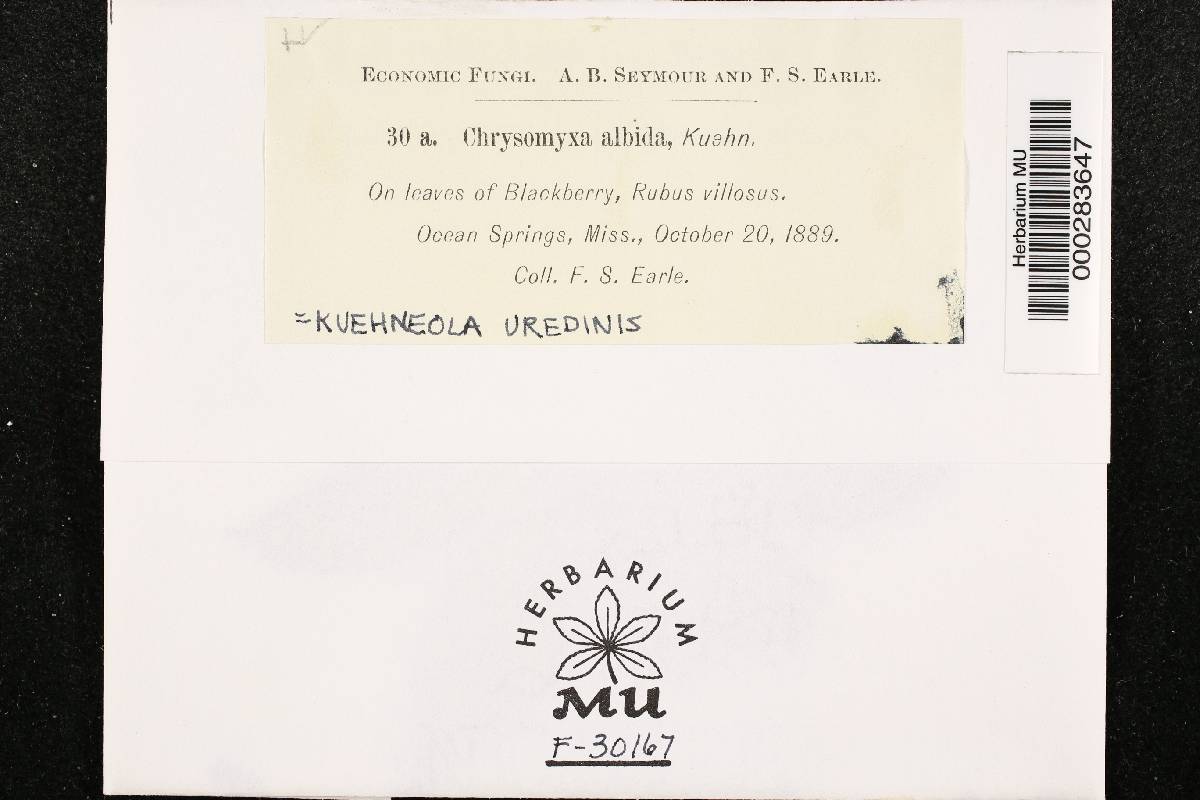 Economic Fungi. A. B. Seymour and F. S. Earle.
30 a. Chrysomyxa albida, Kuehn.
On leaves of Blackberry, Rubus villosus.
Ocean Springs, Miss., October 20, 1889.
Coll. F. S. Earle.
=KUEHNEOLA UREDINIS
Herbarium MU
000283647
HERBARIUM
MU
F-30167